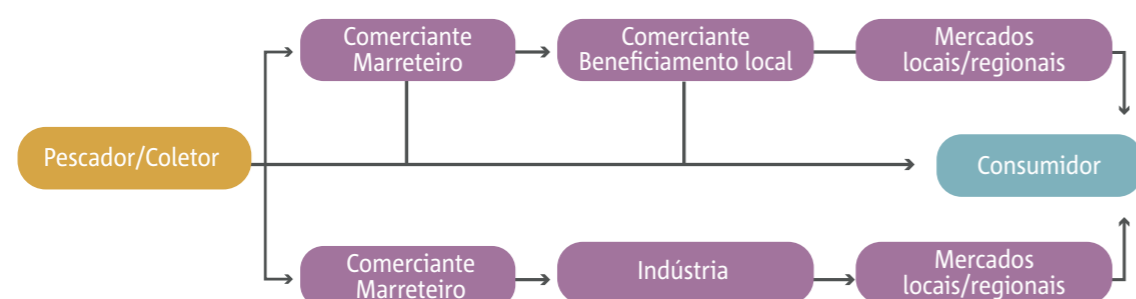 Comerciante
Marreteiro
Comerciante
Beneficiamento local
Mercados
locais/regionais
Pescador/Coletor
Consumidor
Comerciante
Marreteiro
Indústria
Mercados
locais/regionais